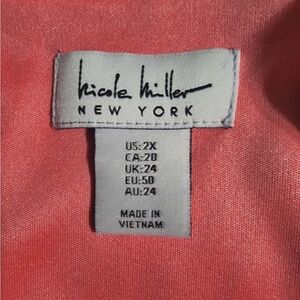 Nicole Miller
NEW YORK
US:2X
CA:20
UK:24
EU:50
AU:24
MADE IN
VIETNAM